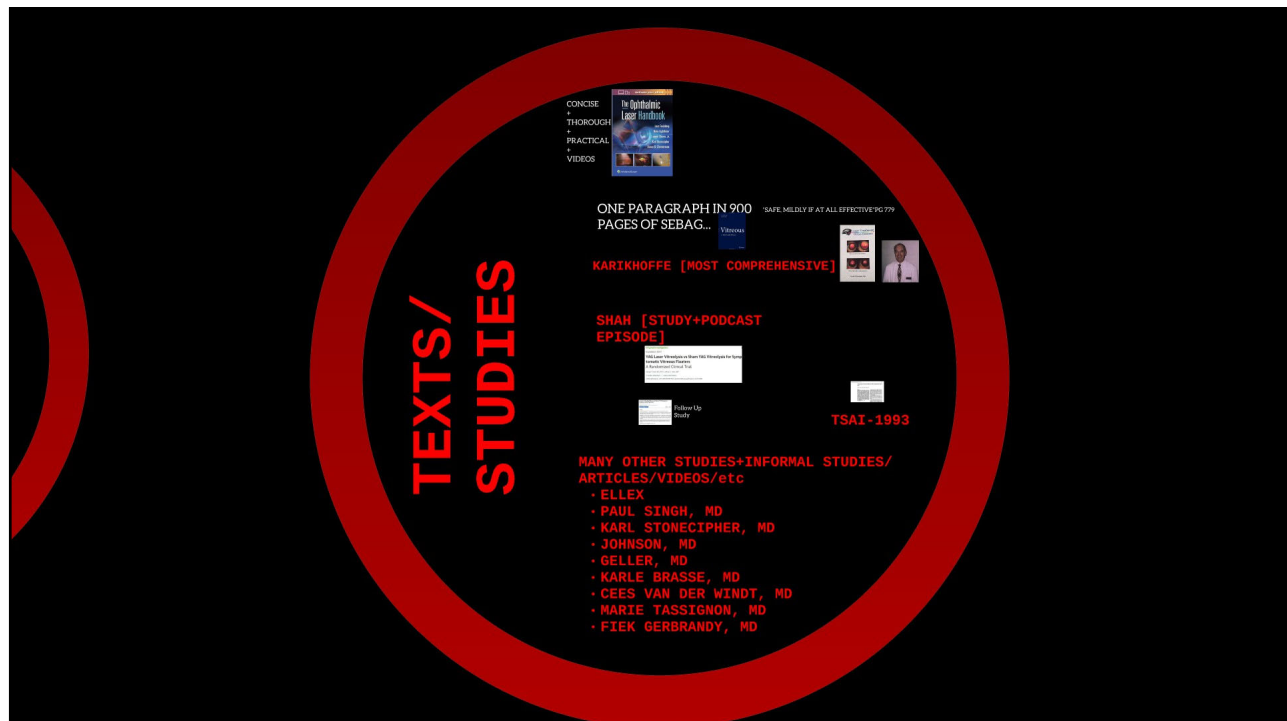 CONCISE
+
THOROUGH
+
PRACTICAL
+
VIDEOS
The Ophthalmic
Laser Handbook
ONE PARAGRAPH IN 900
PAGES OF SEBAG...
"SAFE, MILDLY IF AT ALL EFFECTIVE"PG 779
Vitreous
KARIKHOFFE [MOST COMPREHENSIVE]
TEXTS/
STUDIES
SHAH [STUDY+PODCAST
EPISODE]
YAG Laser Vitreolysis vs Sham YAG Vitreolysis for Symp
tomatic Vitreous Floaters
A Randomized Clinical Trial
Follow Up
Study
TSAI-1993
MANY OTHER STUDIES+INFORMAL STUDIES/
ARTICLES/VIDEOS/etc
• ELLEX
• PAUL SINGH, MD
• KARL STONECIPHER, MD
• JOHNSON, MD
• GELLER, MD
• KARLE BRASSE, MD
• CEES VAN DER WINDT, MD
• MARIE TASSIGNON, MD
• FIEK GERBRANDY, MD